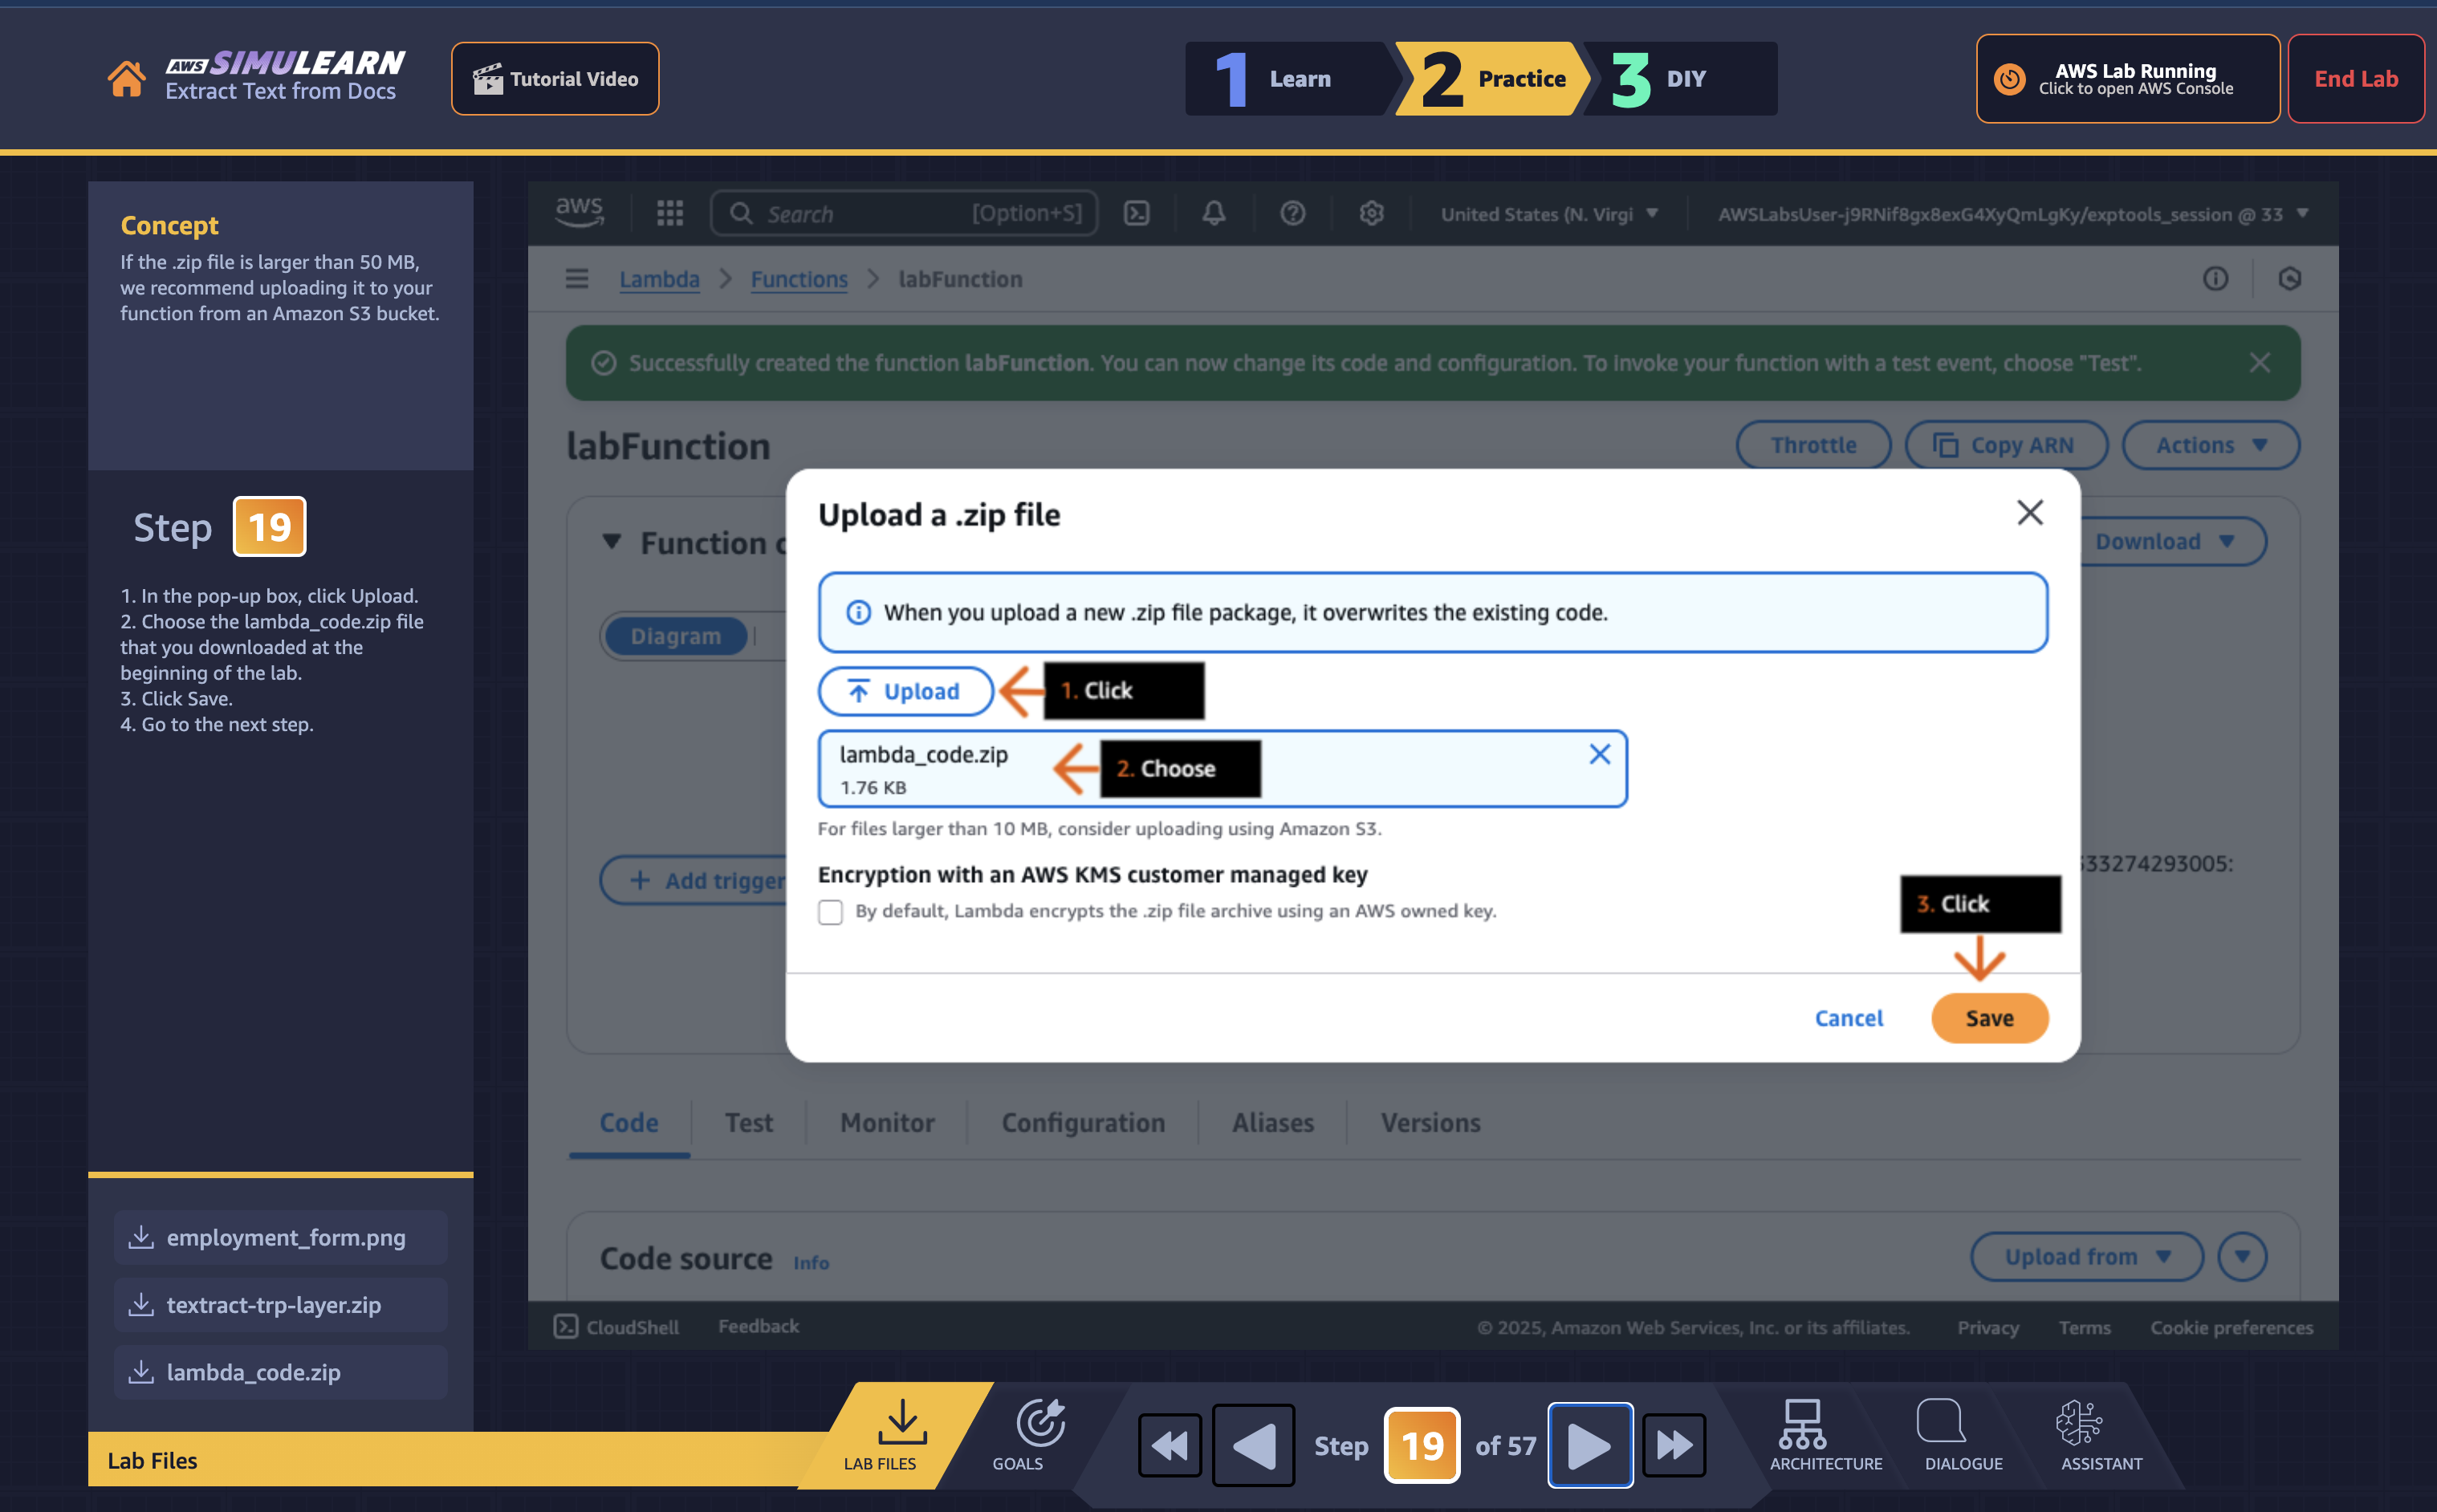 AWS SIMULEARN
Extract Text from Docs
Tutorial Video
1 Learn
2 Practice
3 DIY
AWS Lab Running
Click to open AWS Console
End Lab
Concept
If the .zip file is larger than 50 MB,
we recommend uploading it to your
function from an Amazon S3 bucket.
Step 19
1. In the pop-up box, click Upload.
2. Choose the lambda_code.zip file
that you downloaded at the
beginning of the lab.
3. Click Save.
4. Go to the next step.
employment_form.png
textract-trp-layer.zip
lambda_code.zip
Lab Files
aws
Search [Option+S]
United States (N. Virgi
AWSLabsUser-j9RNif8gx8exG4XyQmLgKy/exptools_session @ 33
Lambda > Functions > labFunction
Successfully created the function labFunction. You can now change its code and configuration. To invoke your function with a test event, choose "Test".
labFunction
Throttle
Copy ARN
Actions
Function
Download
Diagram
Add trigger
533274293005:
Upload a .zip file
When you upload a new .zip file package, it overwrites the existing code.
Upload
1. Click
lambda_code.zip
1.76 KB
2. Choose
For files larger than 10 MB, consider uploading using Amazon S3.
Encryption with an AWS KMS customer managed key
By default, Lambda encrypts the .zip file archive using an AWS owned key.
3. Click
Cancel
Save
Code
Test
Monitor
Configuration
Aliases
Versions
Code source Info
Upload from
CloudShell
Feedback
© 2025, Amazon Web Services, Inc. or its affiliates.
Privacy
Terms
Cookie preferences
LAB FILES
GOALS
Step 19 of 57
ARCHITECTURE
DIALOGUE
ASSISTANT